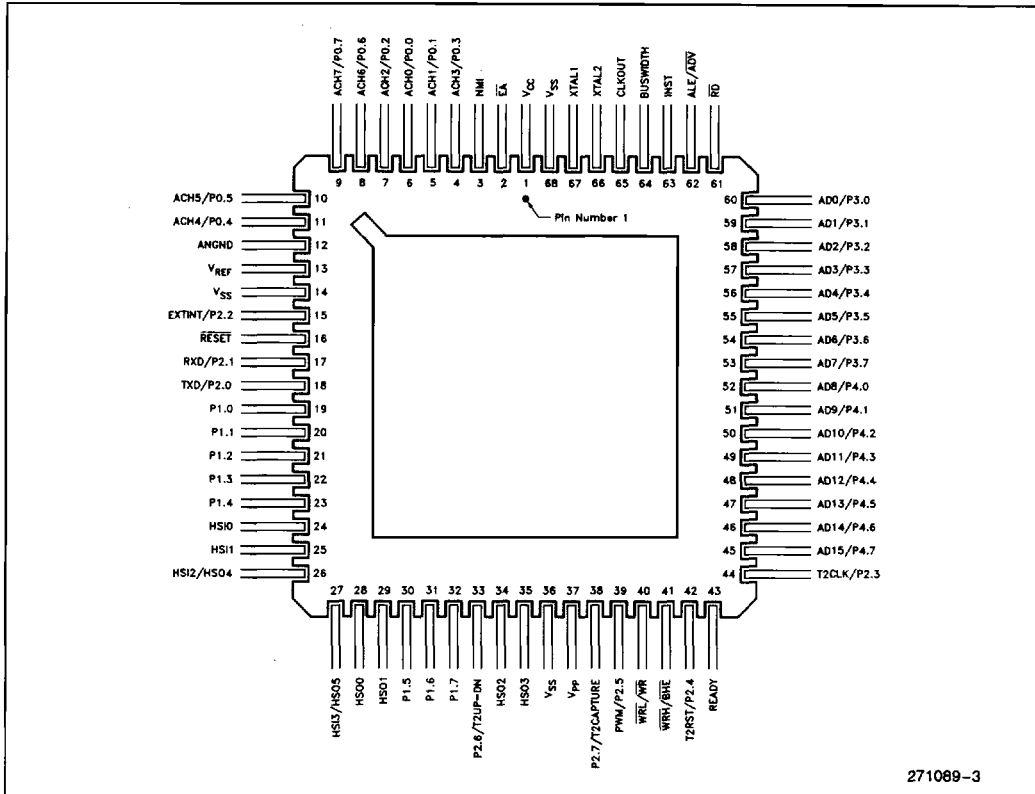 ACH7/P0.7
ACH6/P0.6
ACH2/P0.2
ACH0/P0.0
ACH1/P0.1
ACH3/P0.3
NMI
E̅A̅
VCC
VSS
XTAL1
XTAL2
CLKOUT
BUSWIDTH
INST
ALE/A̅D̅V̅
R̅D̅
9 8 7 6 5 4 3 2 1 68 67 66 65 64 63 62 61
Pin Number 1
ACH5/P0.5 10
ACH4/P0.4 11
ANGND 12
VREF 13
VSS 14
EXTINT/P2.2 15
R̅E̅S̅E̅T̅ 16
RXD/P2.1 17
TXD/P2.0 18
P1.0 19
P1.1 20
P1.2 21
P1.3 22
P1.4 23
HSI0 24
HSI1 25
HSI2/HSO4 26
60 AD0/P3.0
59 AD1/P3.1
58 AD2/P3.2
57 AD3/P3.3
56 AD4/P3.4
55 AD5/P3.5
54 AD6/P3.6
53 AD7/P3.7
52 AD8/P4.0
51 AD9/P4.1
50 AD10/P4.2
49 AD11/P4.3
48 AD12/P4.4
47 AD13/P4.5
46 AD14/P4.6
45 AD15/P4.7
44 T2CLK/P2.3
27 28 29 30 31 32 33 34 35 36 37 38 39 40 41 42 43
HSI3/HSO5
HSO0
HSO1
P1.5
P1.6
P1.7
P2.6/T2UP-DN
HSO2
HSO3
VSS
VPP
P2.7/T2CAPTURE
PWM/P2.5
W̅R̅L̅/W̅R̅
W̅R̅H̅/B̅H̅E̅
T2RST/P2.4
READY
271089-3